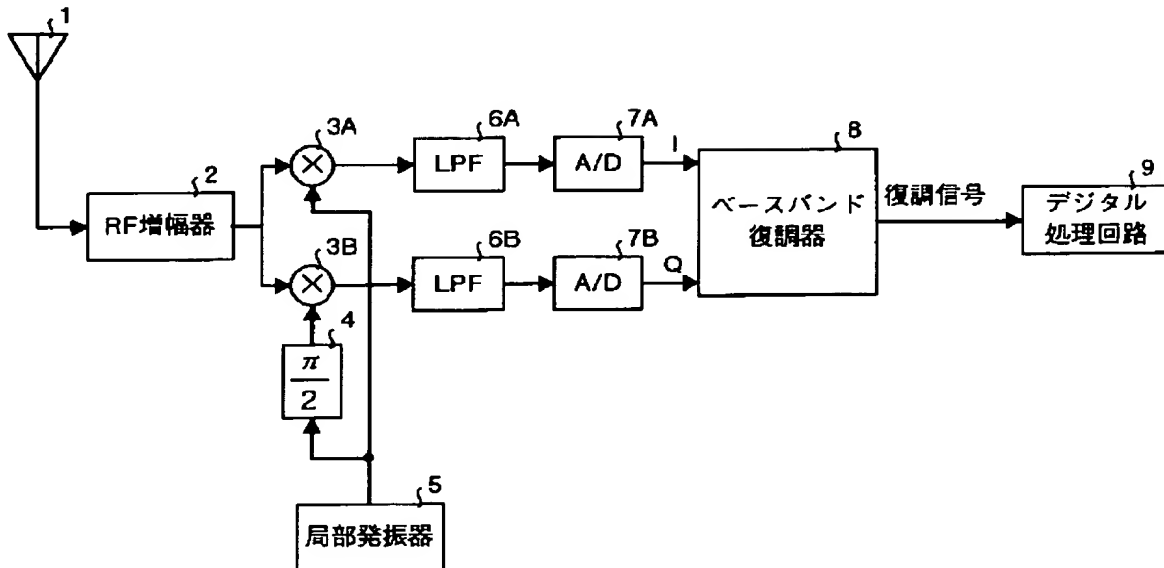 1
2
RF増幅器
3A
3B
4
π
2
5
局部発振器
6A
LPF
6B
LPF
7A
A/D
I
7B
A/D
Q
8
ベースバンド
復調器
復調信号
9
デジタル
処理回路